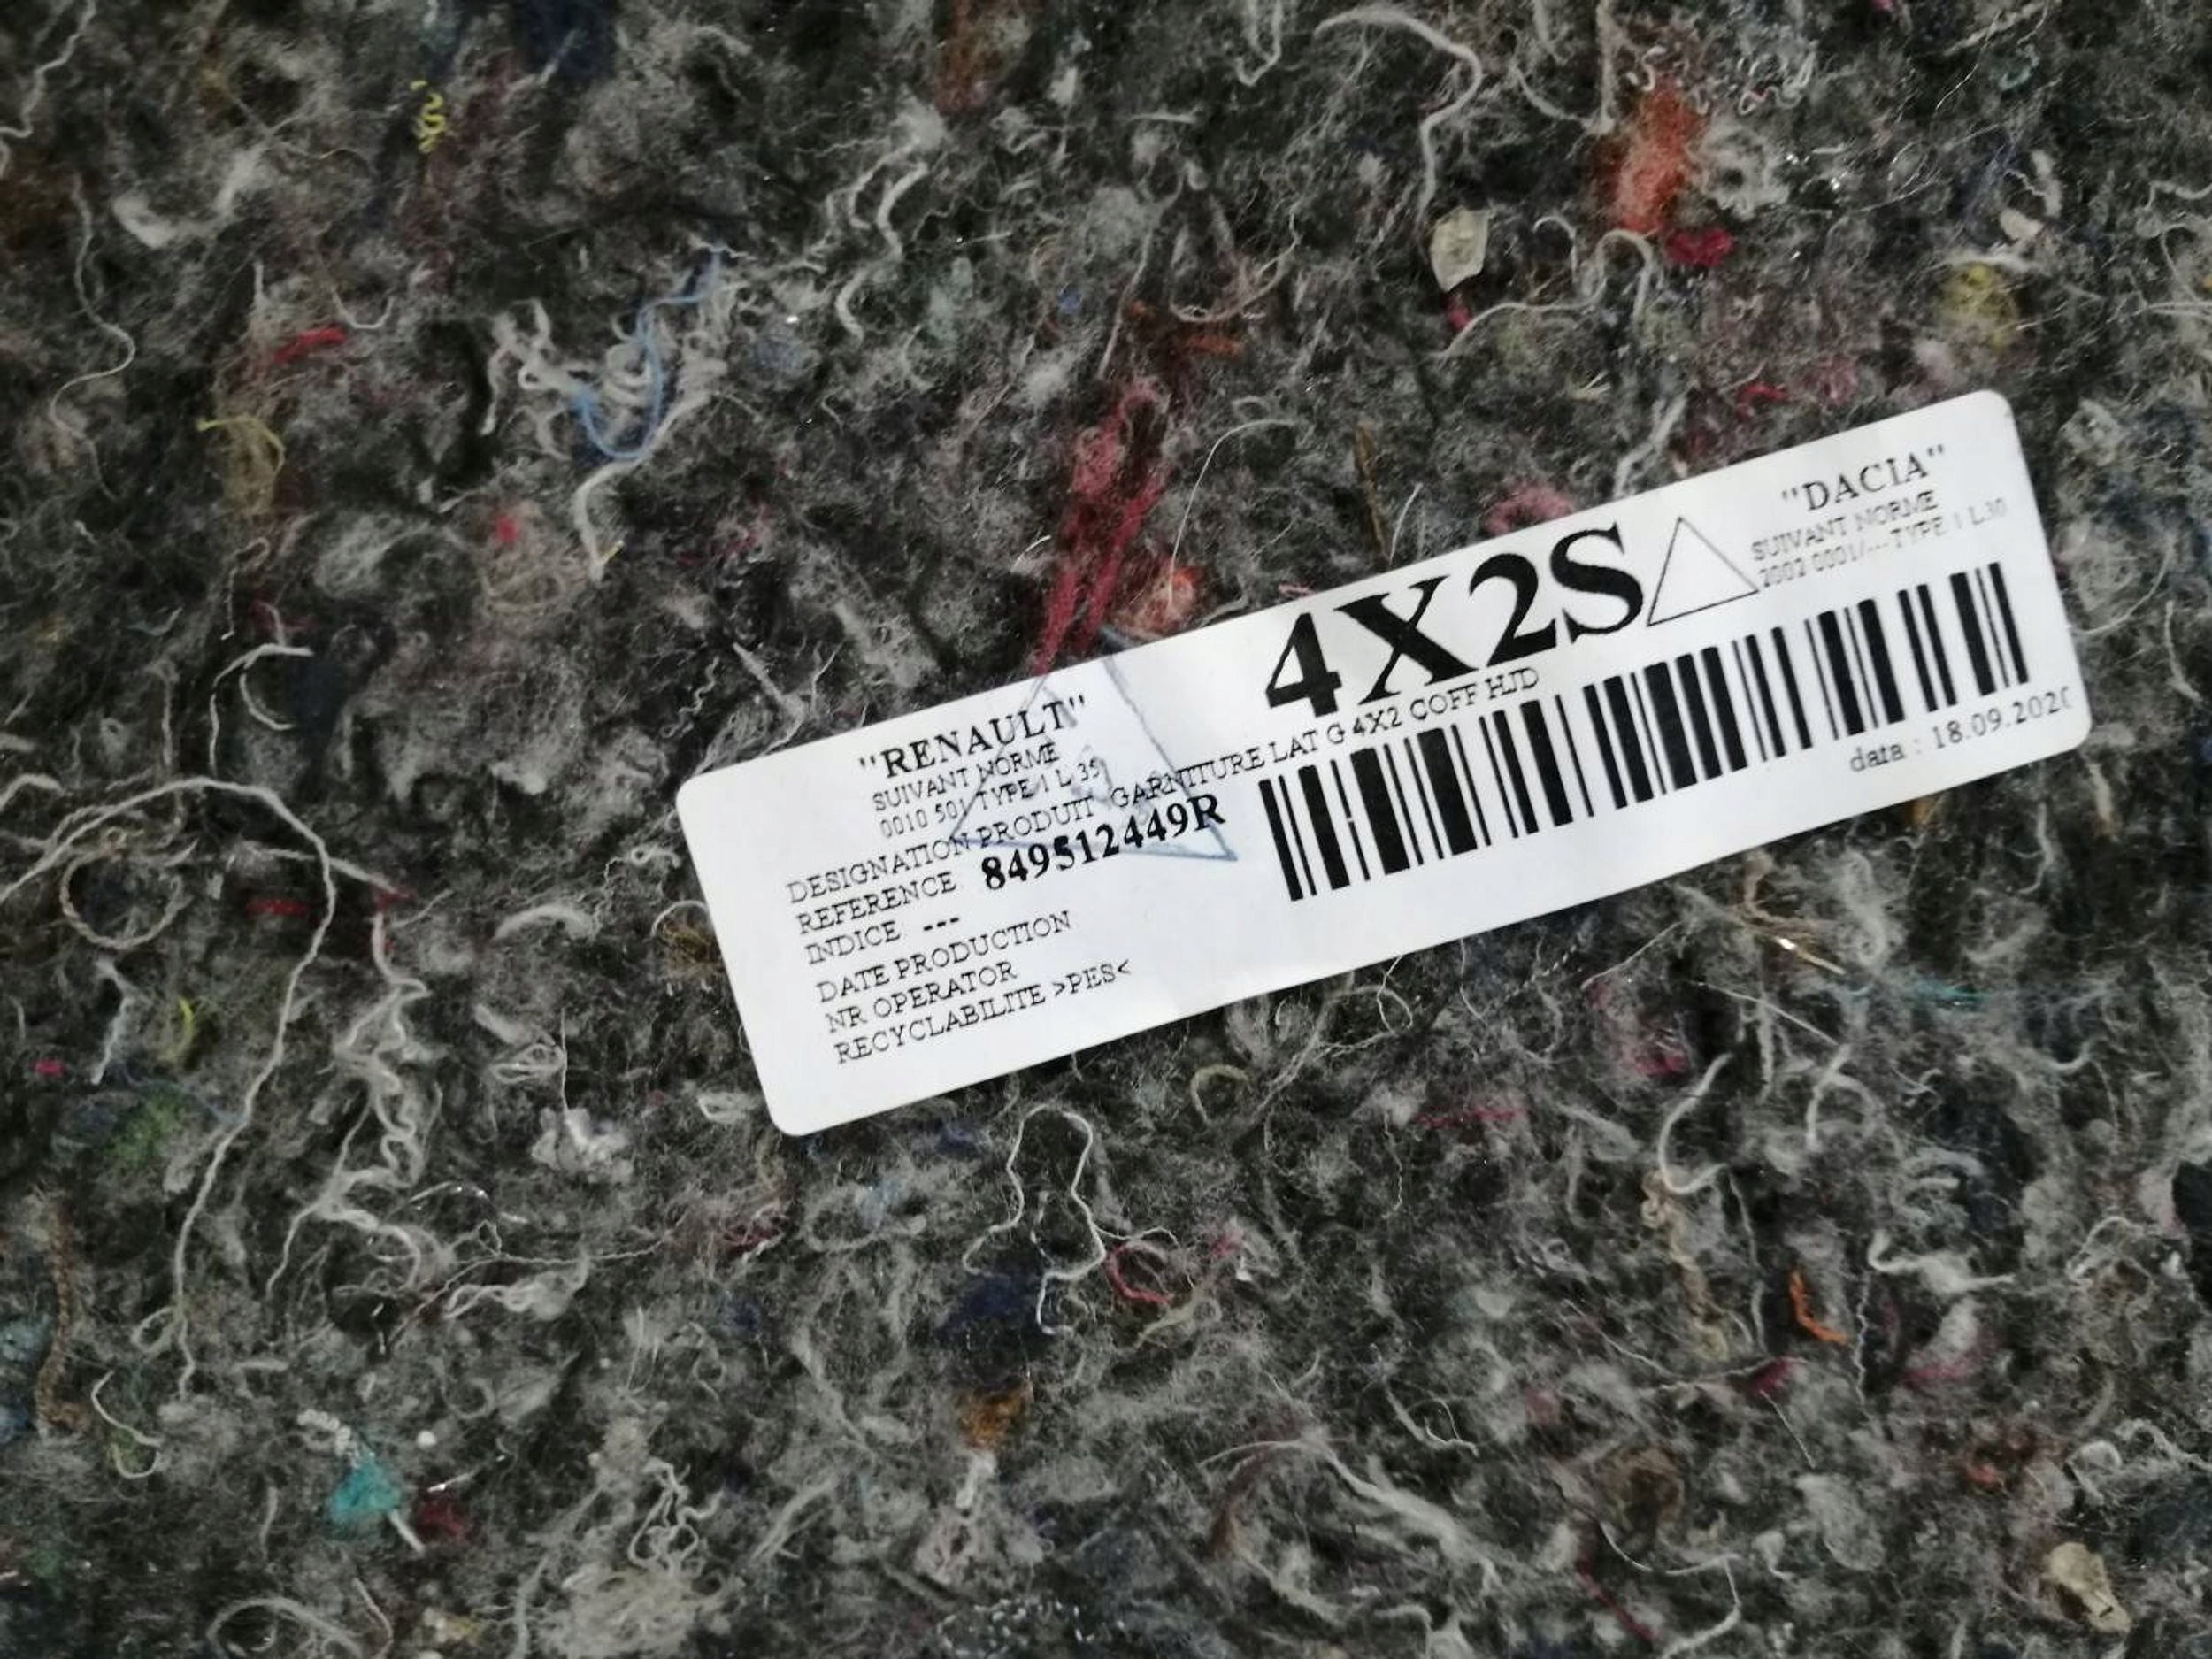 4X2S
"RENAULT"
SUIVANT NORME
0010 501 TYPE 1 L 35
"DACIA"
SUIVANT NORME
2002 0001/--- TYPE 1 L30
DESIGNATION PRODUIT GARNITURE LAT G 4X2 COFF HJD
REFERENCE 849512449R
INDICE ---
DATE PRODUCTION
NR OPERATOR
RECYCLABILITE >PES<
data : 18.09.2020